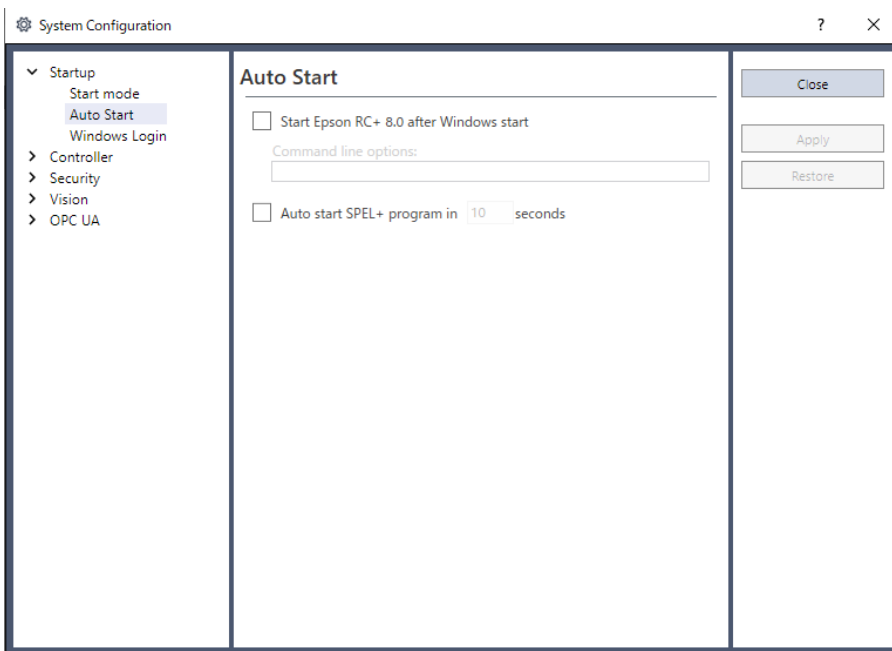 System Configuration
?
Startup
Start mode
Auto Start
Windows Login
Controller
Security
Vision
OPC UA
Auto Start
Start Epson RC+ 8.0 after Windows start
Command line options:
Auto start SPEL+ program in 10 seconds
Close
Apply
Restore